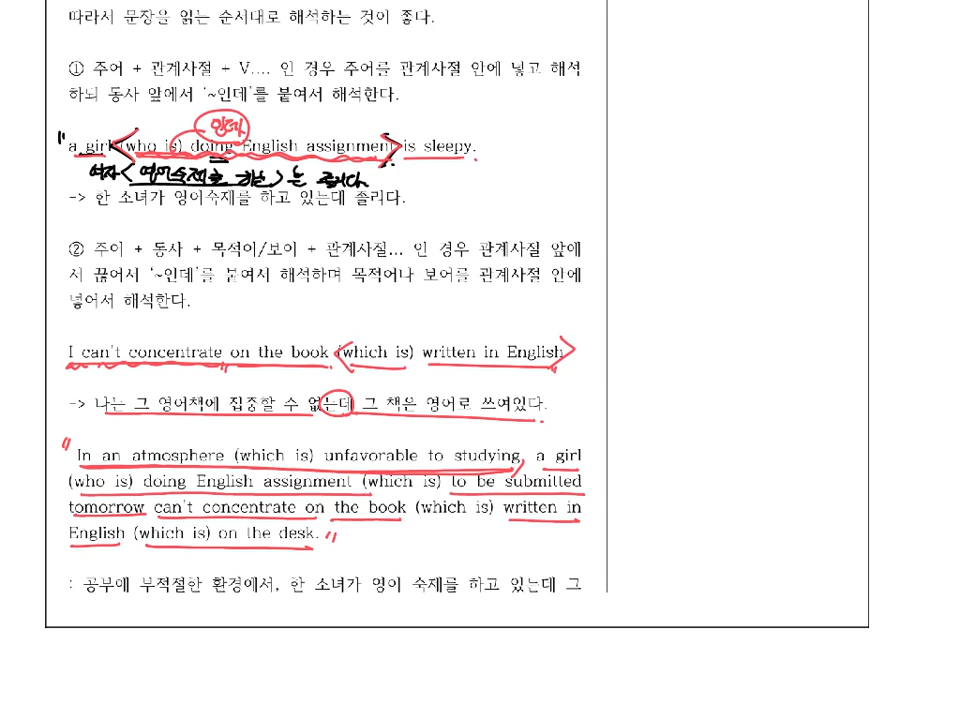 따라서 문장을 읽는 순서대로 해석하는 것이 좋다.
① 주어 + 관계사절 + V.... 인 경우 주어를 관계사절 안에 넣고 해석
하되 동사 앞에서 '~인데'를 붙여서 해석한다.
인데
"a girl (who is) doing English assignment is sleepy.
여자 < 영어숙제를 하는 > 는 졸리다
-> 한 소녀가 영어숙제를 하고 있는데 졸리다.
② 주어 + 동사 + 목적어/보어 + 관계사절... 인 경우 관계사절 앞에
서 끊어서 '~인데'를 붙여서 해석하며 목적어나 보어를 관계사절 안에
넣어서 해석한다.
I can't concentrate on the book (which is) written in English
-> 나는 그 영어책에 집중할 수 없는데 그 책은 영어로 쓰여있다.
" In an atmosphere (which is) unfavorable to studying, a girl
(who is) doing English assignment (which is) to be submitted
tomorrow can't concentrate on the book (which is) written in
English (which is) on the desk. "
: 공부에 부적절한 환경에서, 한 소녀가 영어 숙제를 하고 있는데 그